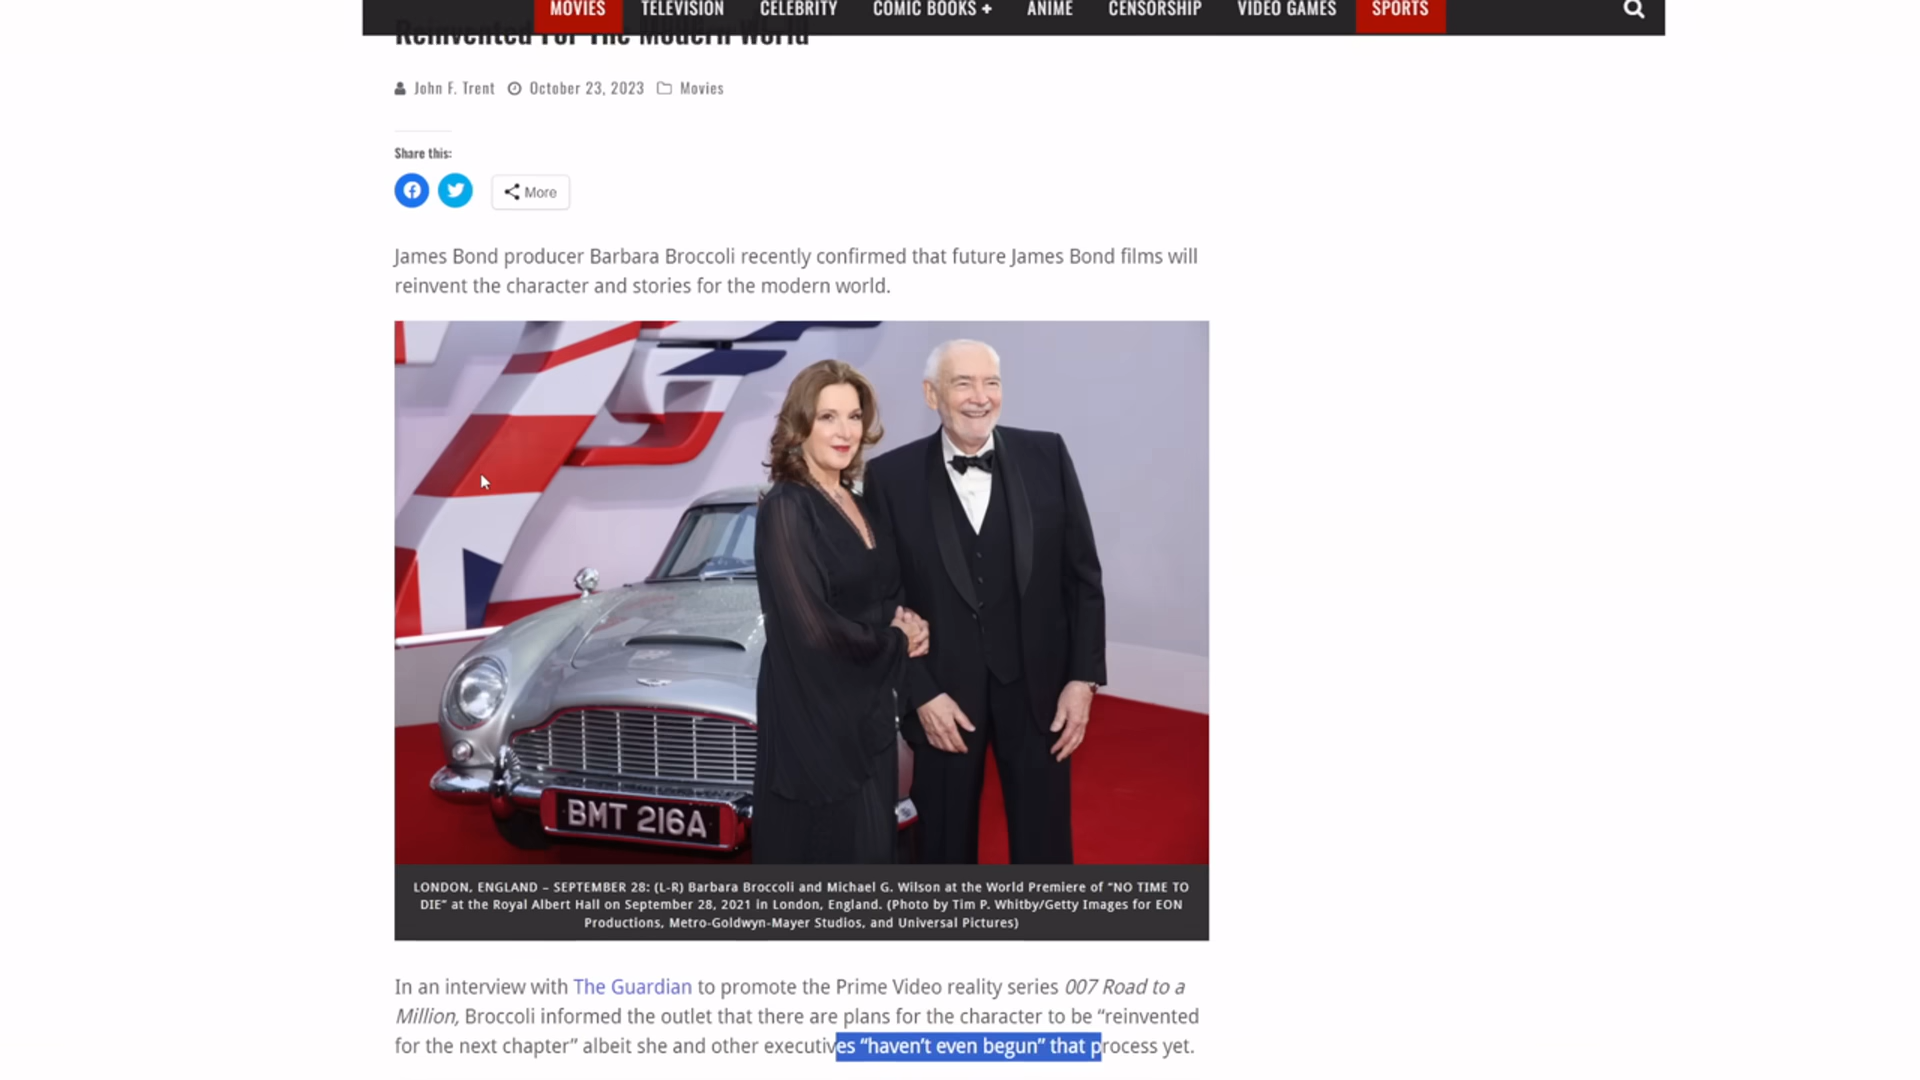 MOVIES TELEVISION CELEBRITY COMIC BOOKS + ANIME CENSORSHIP VIDEO GAMES SPORTS
Reinvented For The Modern World
John F. Trent October 23, 2023 Movies
Share this:
More
James Bond producer Barbara Broccoli recently confirmed that future James Bond films will
reinvent the character and stories for the modern world.
BMT 216A
LONDON, ENGLAND – SEPTEMBER 28: (L-R) Barbara Broccoli and Michael G. Wilson at the World Premiere of "NO TIME TO
DIE" at the Royal Albert Hall on September 28, 2021 in London, England. (Photo by Tim P. Whitby/Getty Images for EON
Productions, Metro-Goldwyn-Mayer Studios, and Universal Pictures)
In an interview with The Guardian to promote the Prime Video reality series 007 Road to a
Million, Broccoli informed the outlet that there are plans for the character to be “reinvented
for the next chapter” albeit she and other executives “haven’t even begun” that process yet.